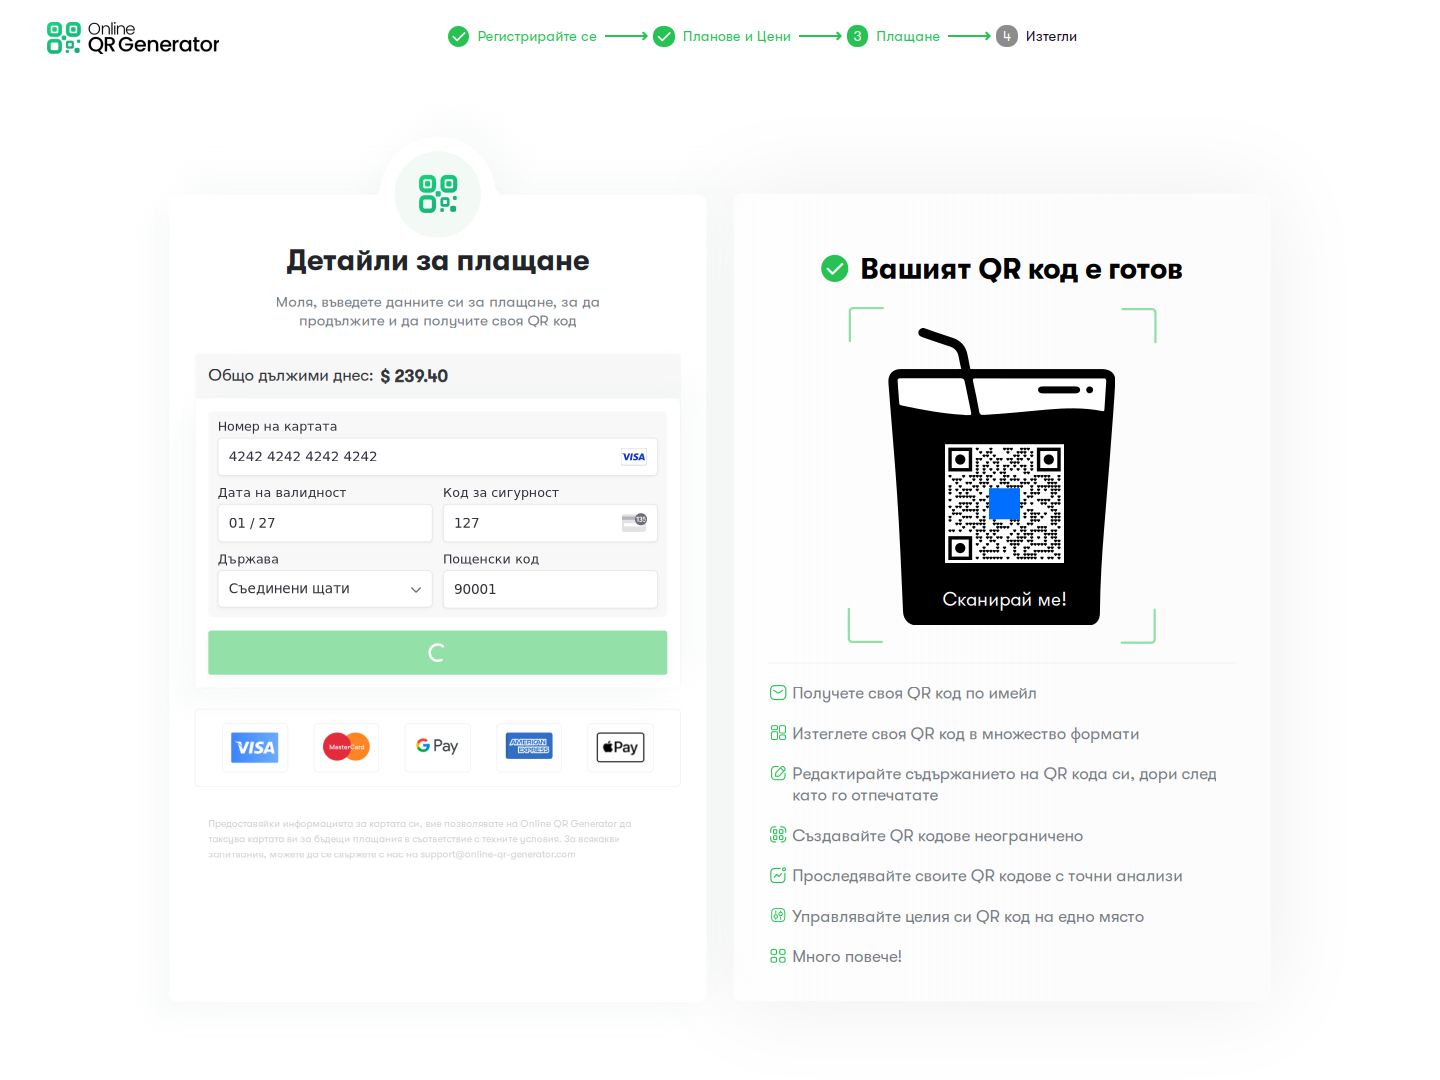 Online
QR Generator
Регистрирайте се
Планове и Цени
3 Плащане
4 Изтегли
Детайли за плащане
Моля, въведете данните си за плащане, за да
продължите и да получите своя QR код
Общо дължими днес: $ 239.40
Номер на картата
4242 4242 4242 4242 VISA
Дата на валидност
Код за сигурност
01 / 27
127
Държава
Пощенски код
Съединени щати
90001
VISA
MasterCard
G Pay
AMERICAN EXPRESS
Pay
Предоставяйки информацията за картата си, вие позволявате на Online QR Generator да
таксува картата ви за бъдещи плащания в съответствие с техните условия. За всякакви
запитвания, можете да се свържете с нас на support@online-qr-generator.com
Вашият QR код е готов
Сканирай ме!
Получете своя QR код по имейл
Изтеглете своя QR код в множество формати
Редактирайте съдържанието на QR кода си, дори след
като го отпечатате
Създавайте QR кодове неограничено
Проследявайте своите QR кодове с точни анализи
Управлявайте целия си QR код на едно място
Много повече!